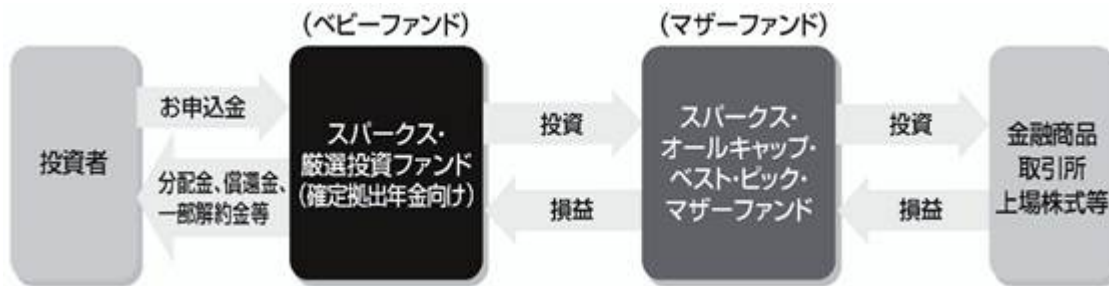 (ベビーファンド)
(マザーファンド)
投資者
お申込金
分配金、償還金、
一部解約金等
スパークス・
厳選投資ファンド
(確定拠出年金向け)
投資
損益
スパークス・
オールキャップ・
ベスト・ピック・
マザーファンド
投資
損益
金融商品
取引所
上場株式等